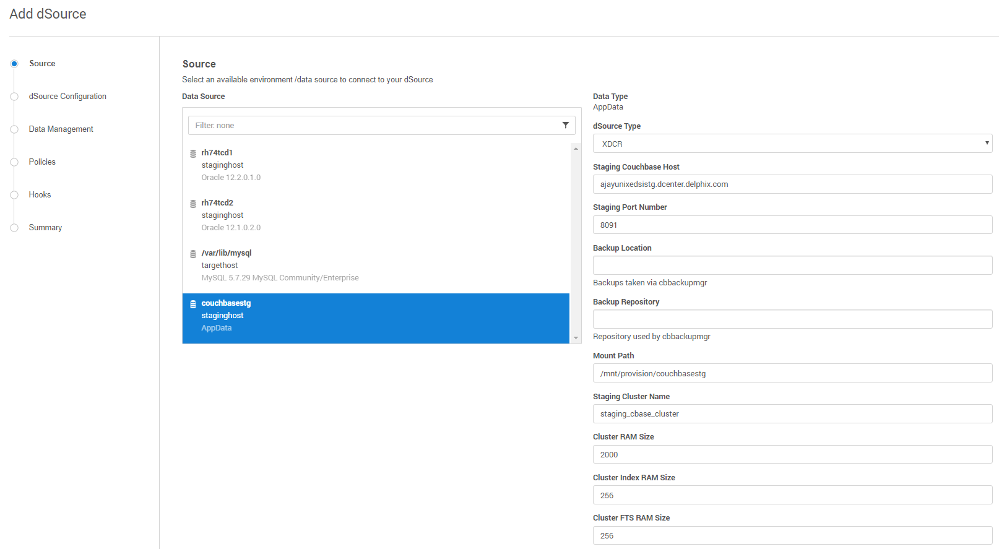 Add dSource
Source
dSource Configuration
Data Management
Policies
Hooks
Summary
Source
Select an available environment /data source to connect to your dSource
Data Source
Filter: none
rh74tcd1
staginghost
Oracle 12.2.0.1.0
rh74tcd2
staginghost
Oracle 12.1.0.2.0
/var/lib/mysql
targethost
MySQL 5.7.29 MySQL Community/Enterprise
couchbasestg
staginghost
AppData
Data Type
AppData
dSource Type
XDCR
Staging Couchbase Host
ajayunixedsistg.dcenter.delphix.com
Staging Port Number
8091
Backup Location
Backups taken via cbbackupmgr
Backup Repository
Repository used by cbbackupmgr
Mount Path
/mnt/provision/couchbasestg
Staging Cluster Name
staging_cbase_cluster
Cluster RAM Size
2000
Cluster Index RAM Size
256
Cluster FTS RAM Size
256